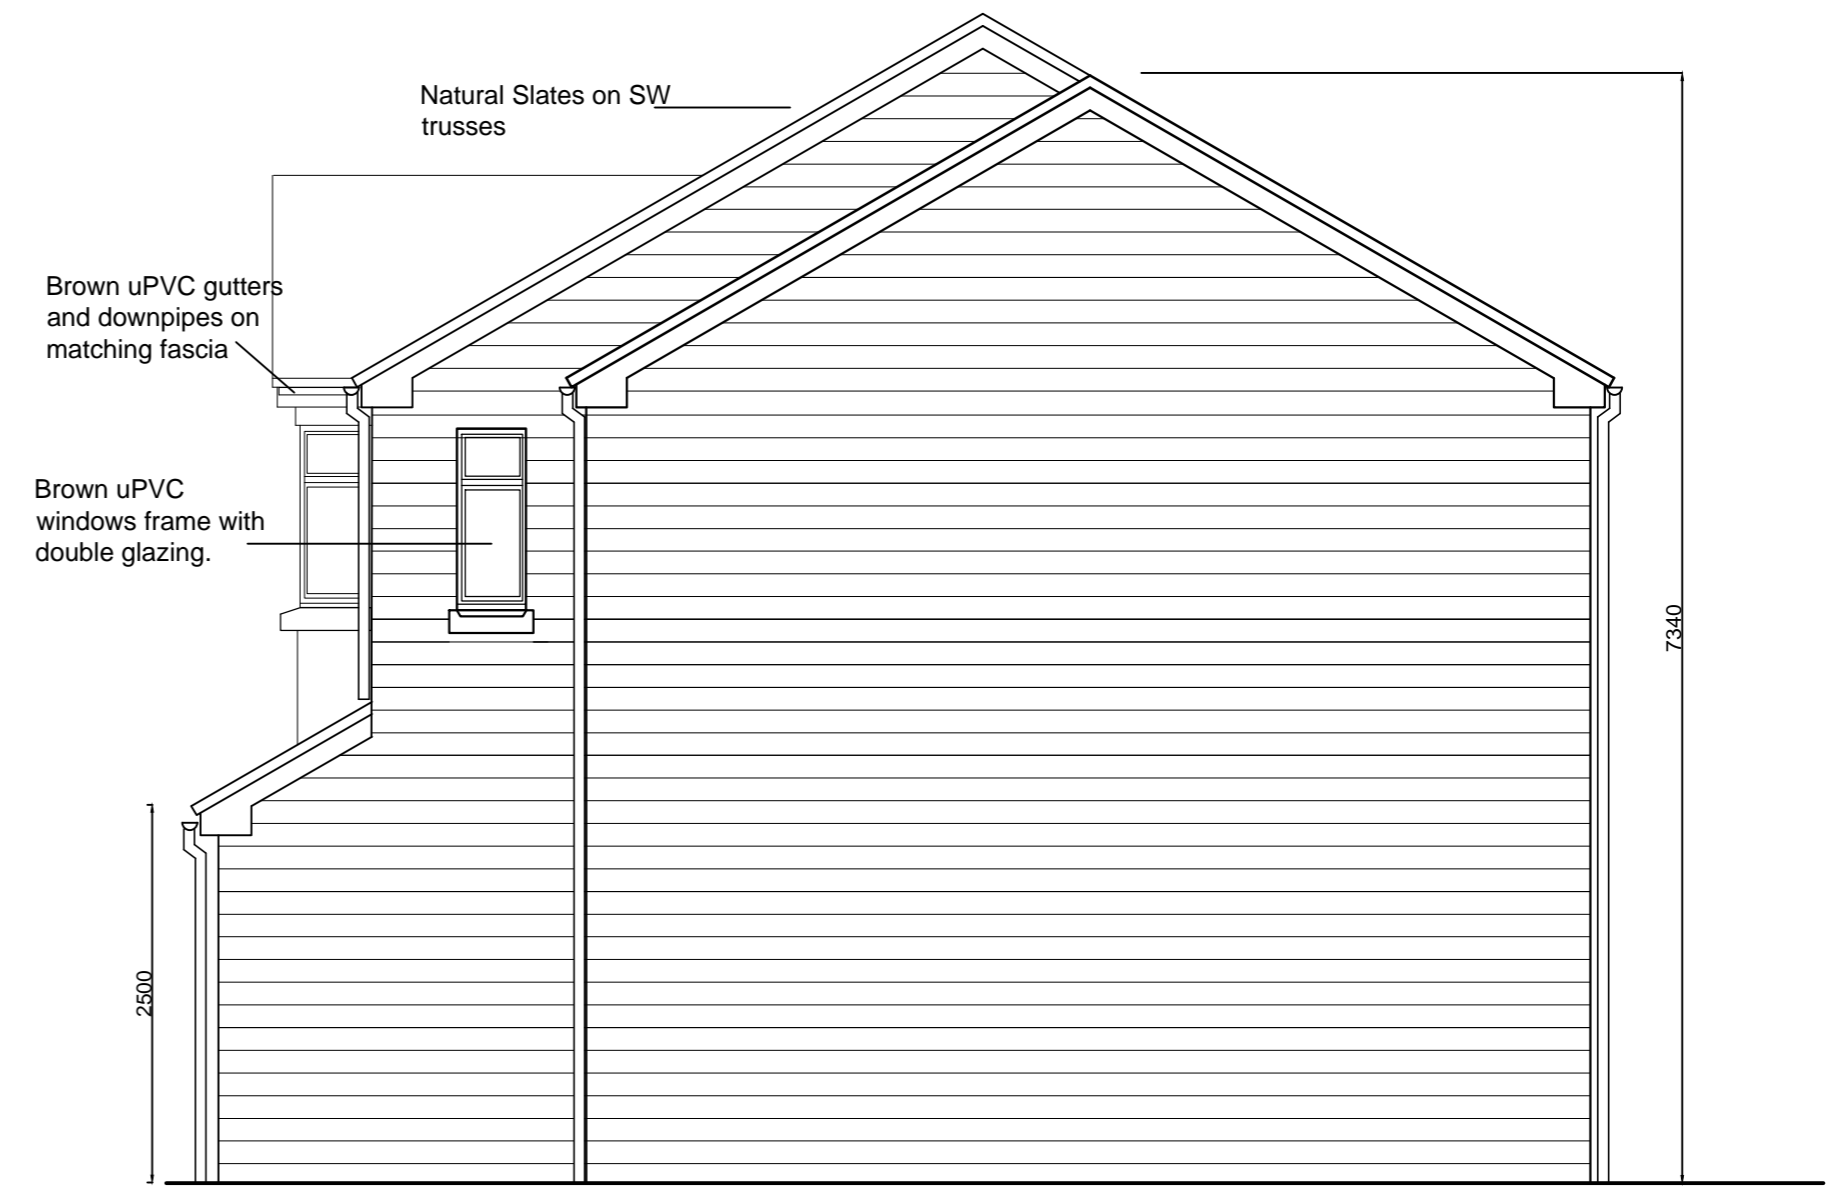 Natural Slates on SW
trusses
Brown uPVC gutters
and downpipes on
matching fascia
Brown uPVC
windows frame with
double glazing.
7340
2500